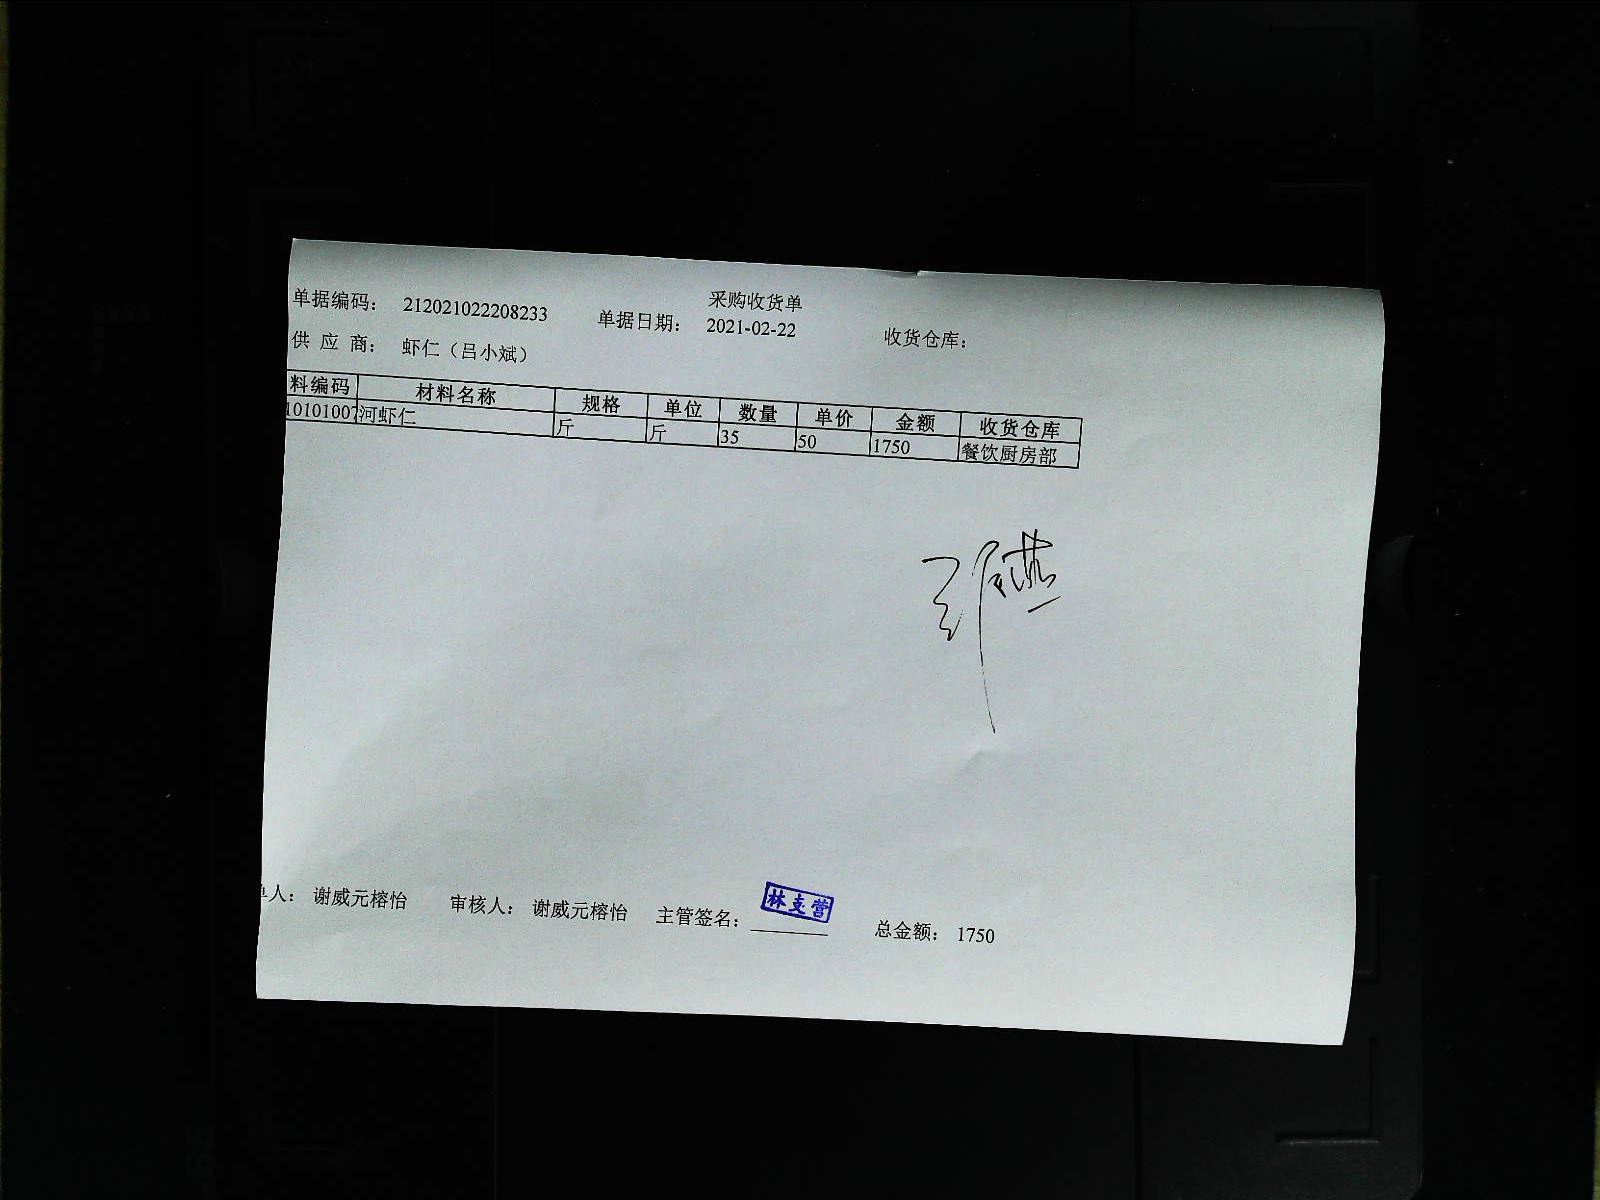 采购收货单
单据编码： 212021022208233 单据日期： 2021-02-22 收货仓库：
供 应 商： 虾仁（吕小斌）
料编码 材料名称 规格 单位 数量 单价 金额 收货仓库
10101007 河虾仁 斤 斤 35 50 1750 餐饮厨房部
人： 谢威元榕怡 审核人： 谢威元榕怡 主管签名： 林支营 总金额： 1750